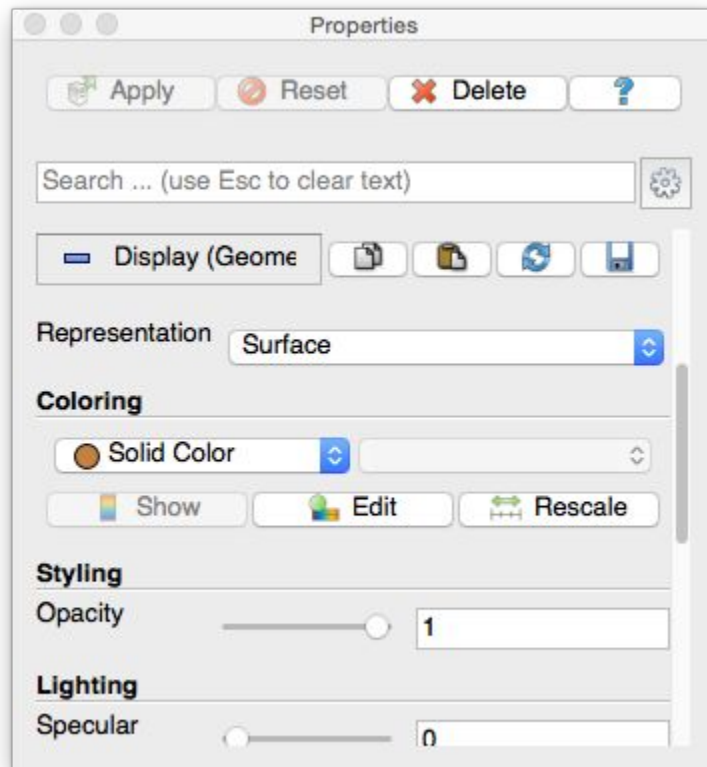 Properties
Apply Reset Delete ?
Search ... (use Esc to clear text)
Display (Geome
Representation Surface
Coloring
Solid Color
Show Edit Rescale
Styling
Opacity 1
Lighting
Specular 0